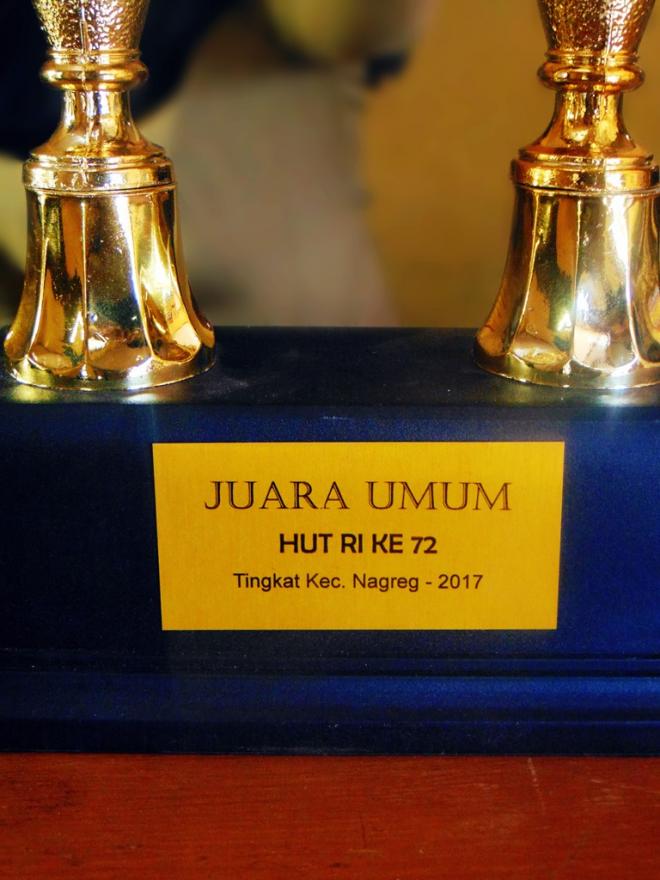 JUARA UMUM
HUT RI KE 72
Tingkat Kec. Nagreg - 2017